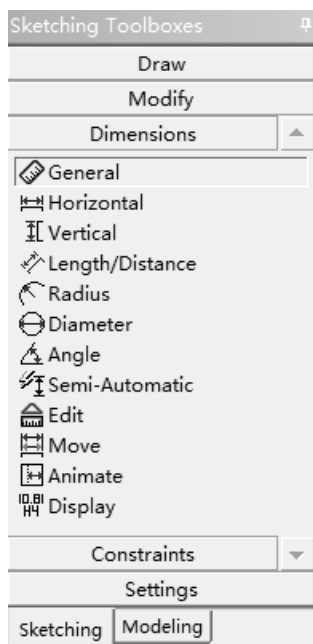 Sketching Toolboxes
Draw
Modify
Dimensions
General
Horizontal
Vertical
Length/Distance
Radius
Diameter
Angle
Semi-Automatic
Edit
Move
Animate
Display
Constraints
Settings
Sketching Modeling